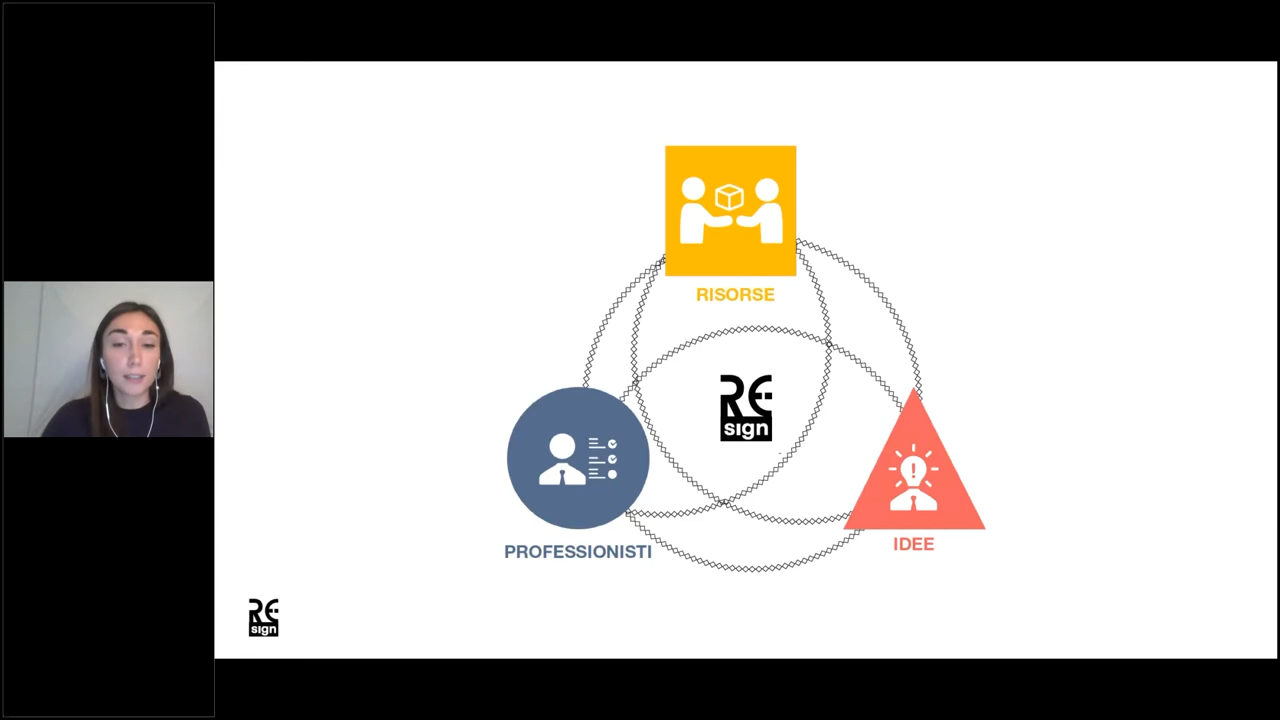 RISORSE
RE
sign
PROFESSIONISTI
IDEE
RE
sign